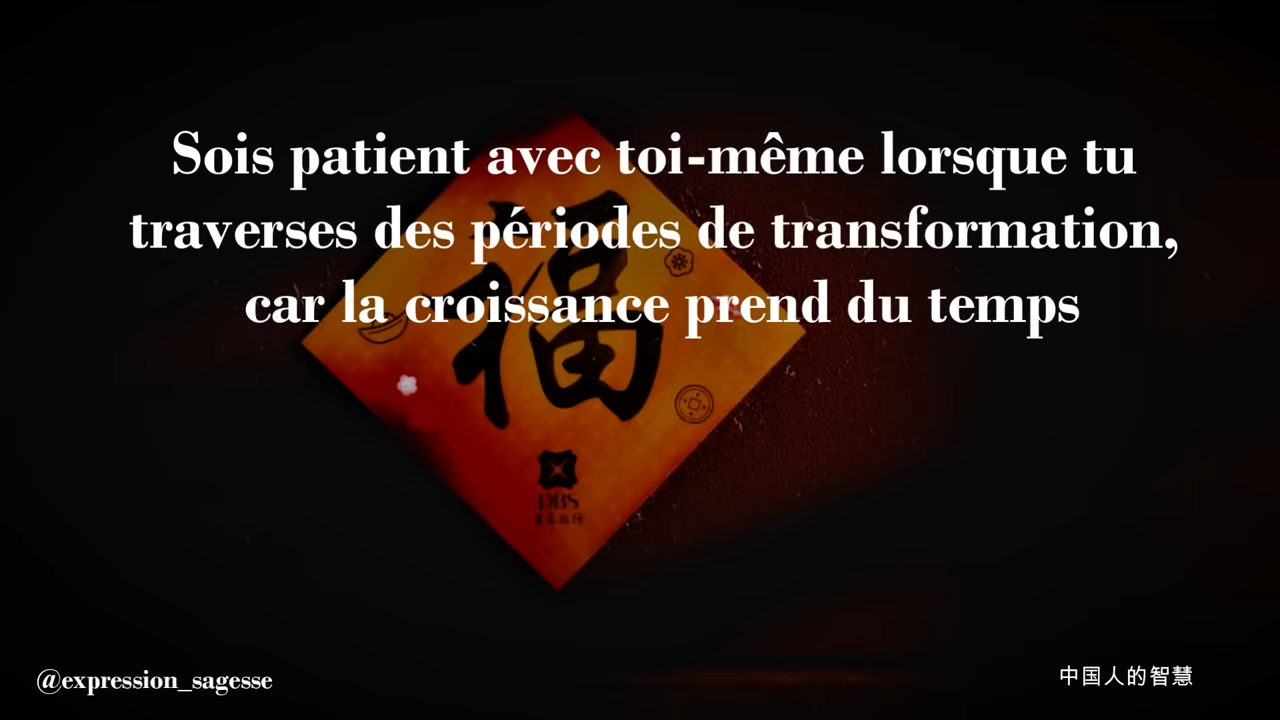 Sois patient avec toi-même lorsque tu
traverses des périodes de transformation,
car la croissance prend du temps
福
DBS
@expression_sagesse
中国人的智慧